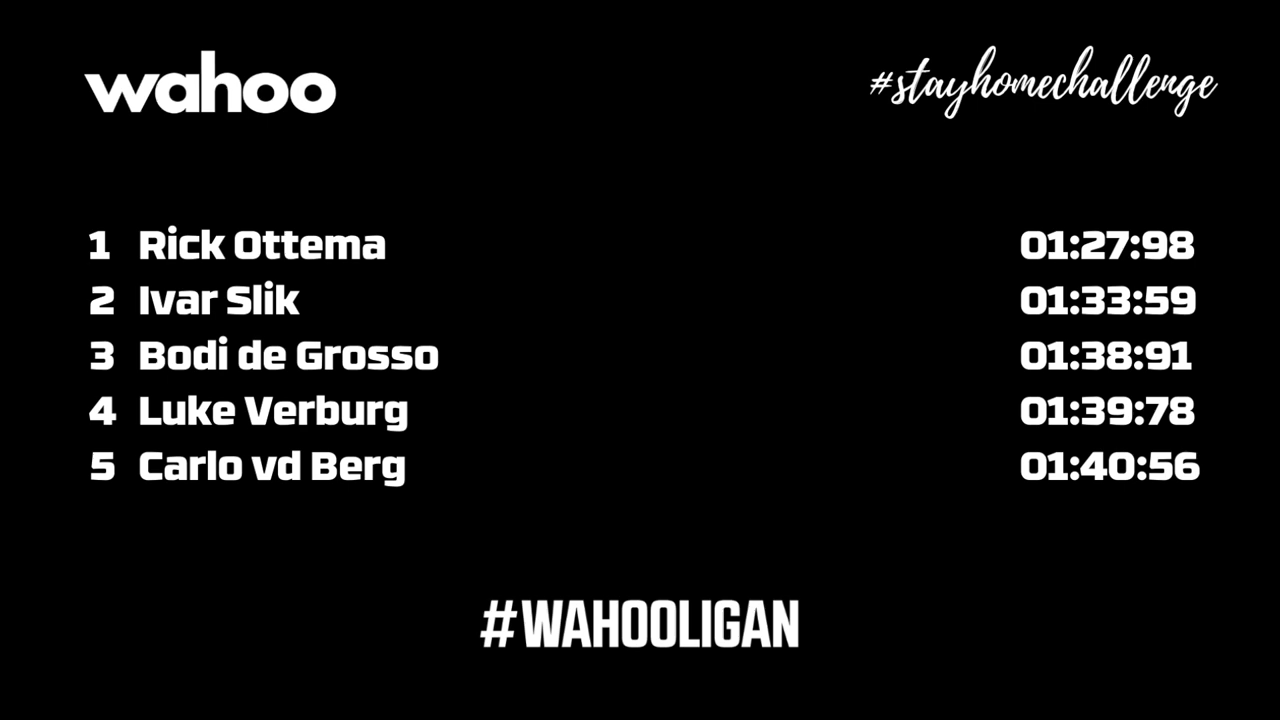 wahoo #stayhomechallenge
1 Rick Ottema 01:27:98
2 Ivar Slik 01:33:59
3 Bodi de Grosso 01:38:91
4 Luke Verburg 01:39:78
5 Carlo vd Berg 01:40:56
#WAHOOLIGAN